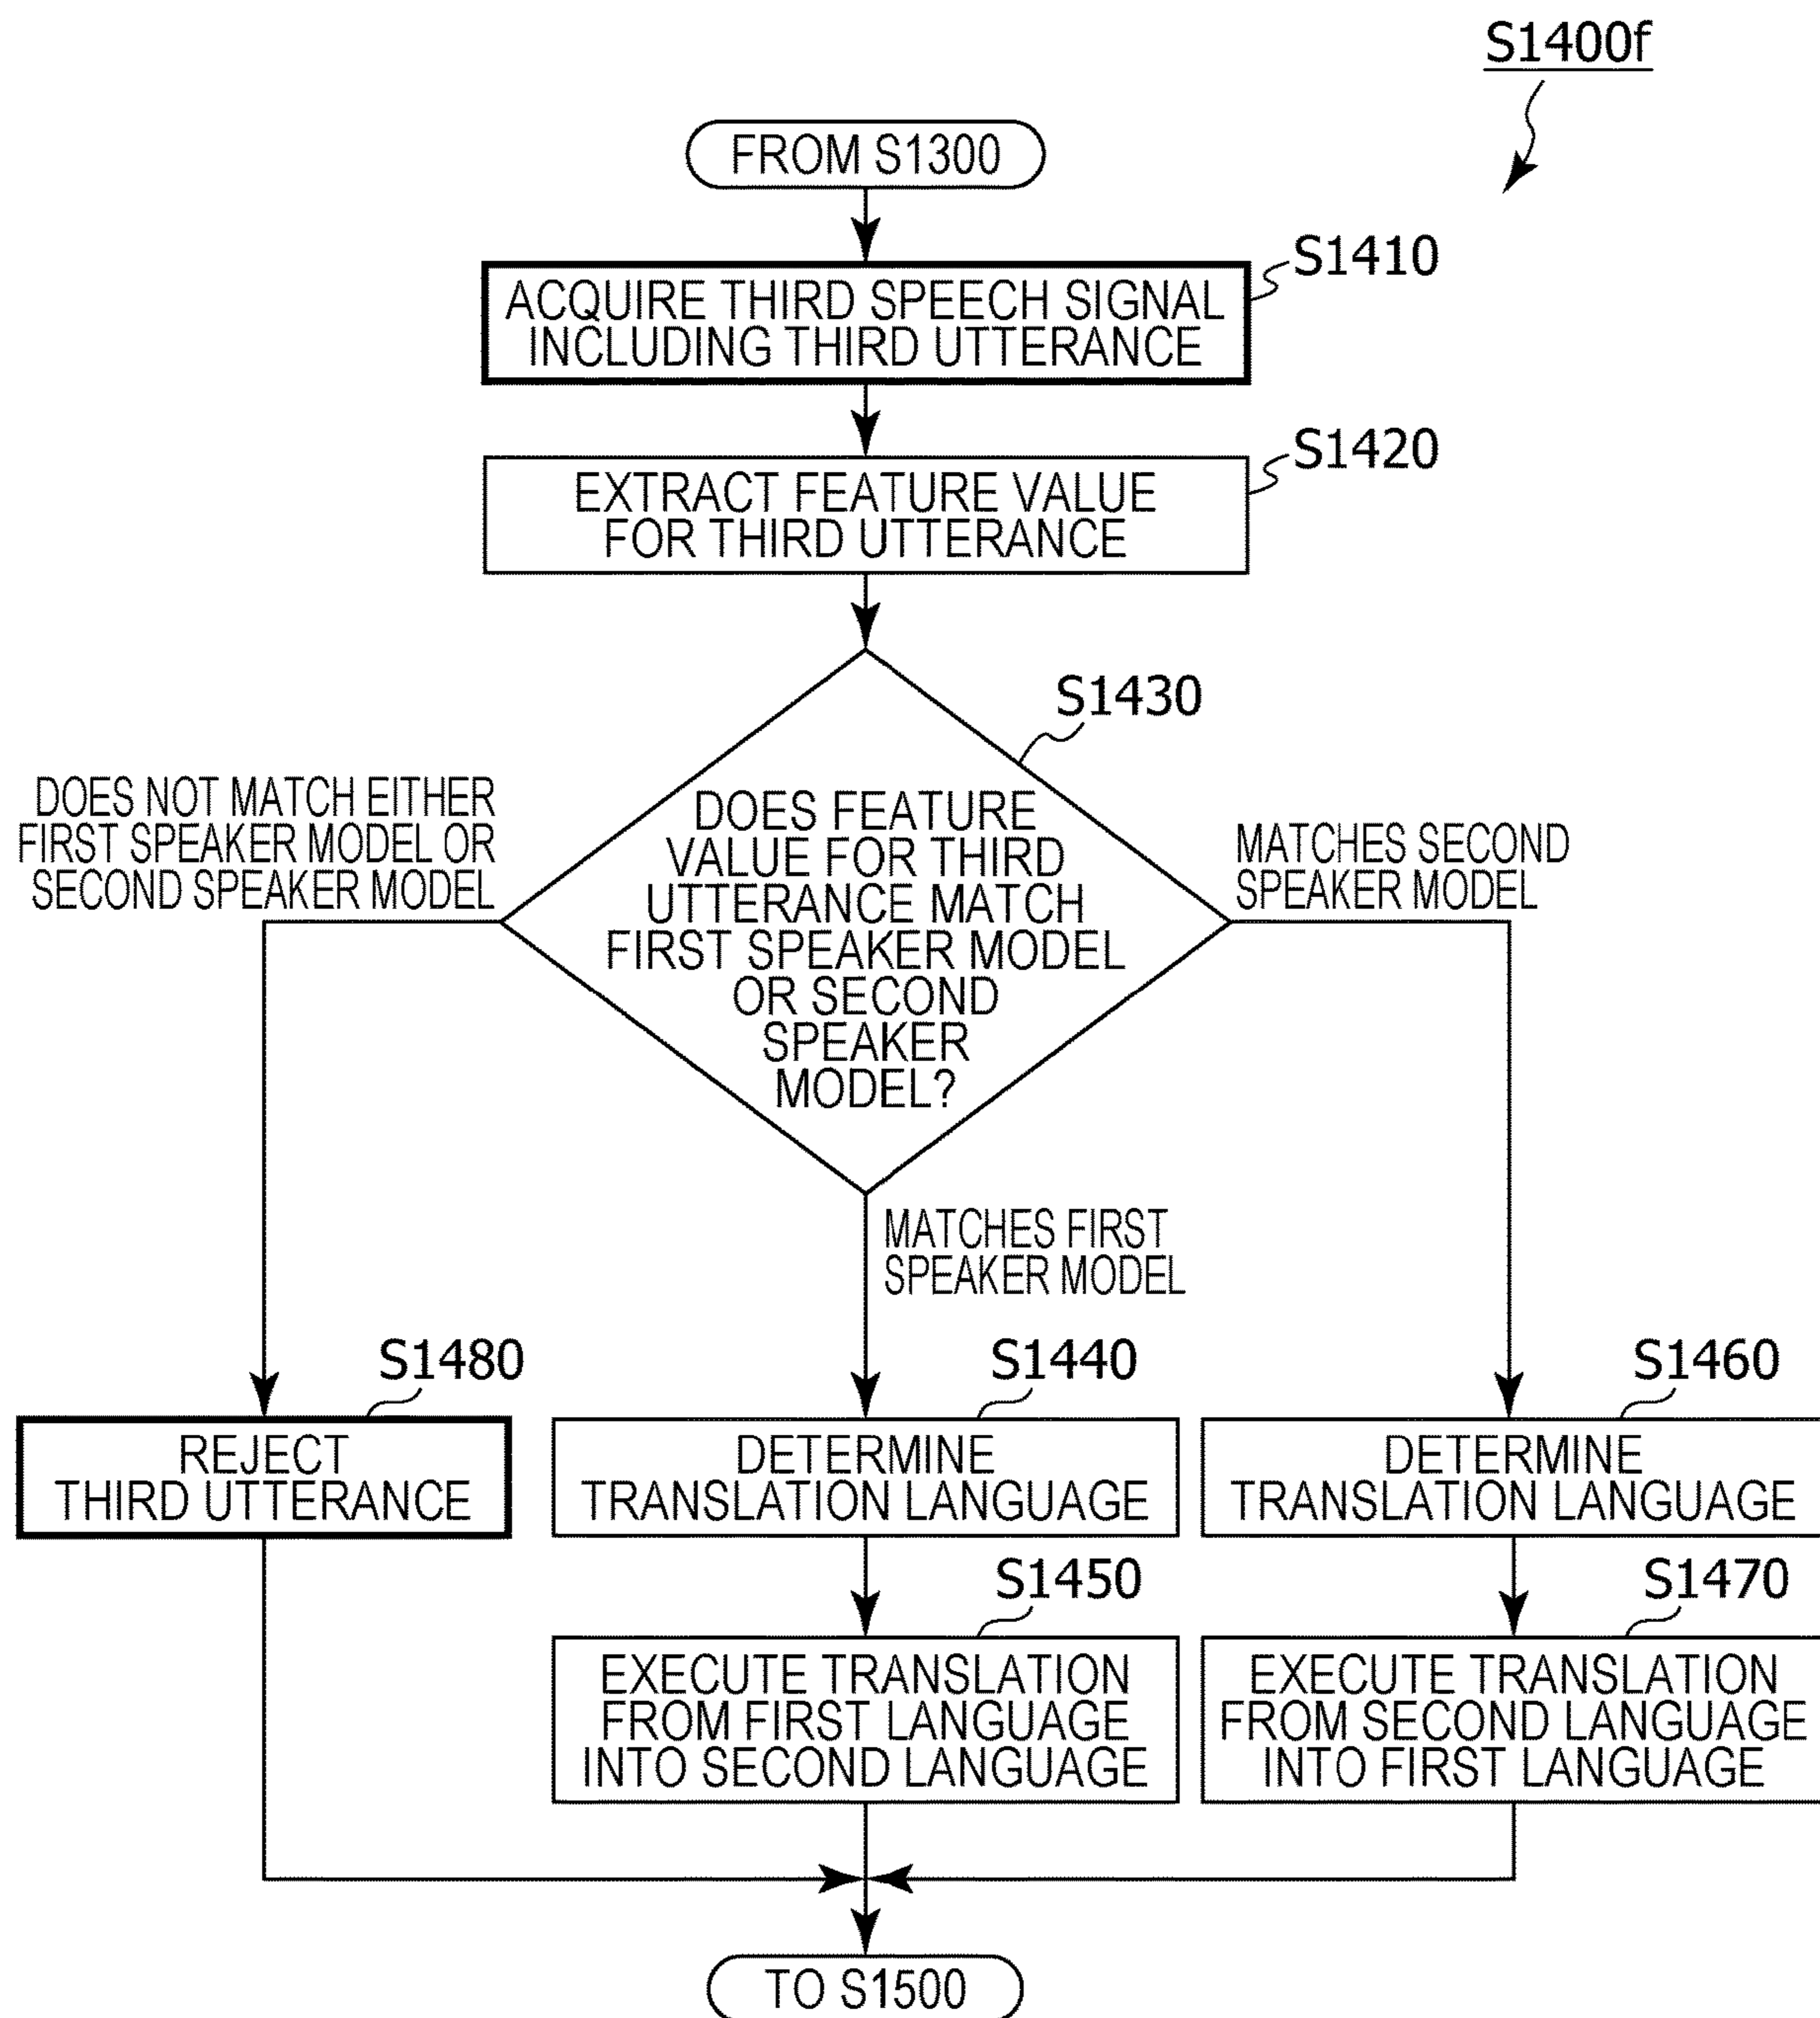 S1400f
FROM S1300
S1410
ACQUIRE THIRD SPEECH SIGNAL
INCLUDING THIRD UTTERANCE
S1420
EXTRACT FEATURE VALUE
FOR THIRD UTTERANCE
S1430
DOES FEATURE
VALUE FOR THIRD
UTTERANCE MATCH
FIRST SPEAKER MODEL
OR SECOND
SPEAKER
MODEL?
DOES NOT MATCH EITHER
FIRST SPEAKER MODEL OR
SECOND SPEAKER MODEL
MATCHES SECOND
SPEAKER MODEL
MATCHES FIRST
SPEAKER MODEL
S1480
REJECT
THIRD UTTERANCE
S1440
DETERMINE
TRANSLATION LANGUAGE
S1460
DETERMINE
TRANSLATION LANGUAGE
S1450
EXECUTE TRANSLATION
FROM FIRST LANGUAGE
INTO SECOND LANGUAGE
S1470
EXECUTE TRANSLATION
FROM SECOND LANGUAGE
INTO FIRST LANGUAGE
TO S1500